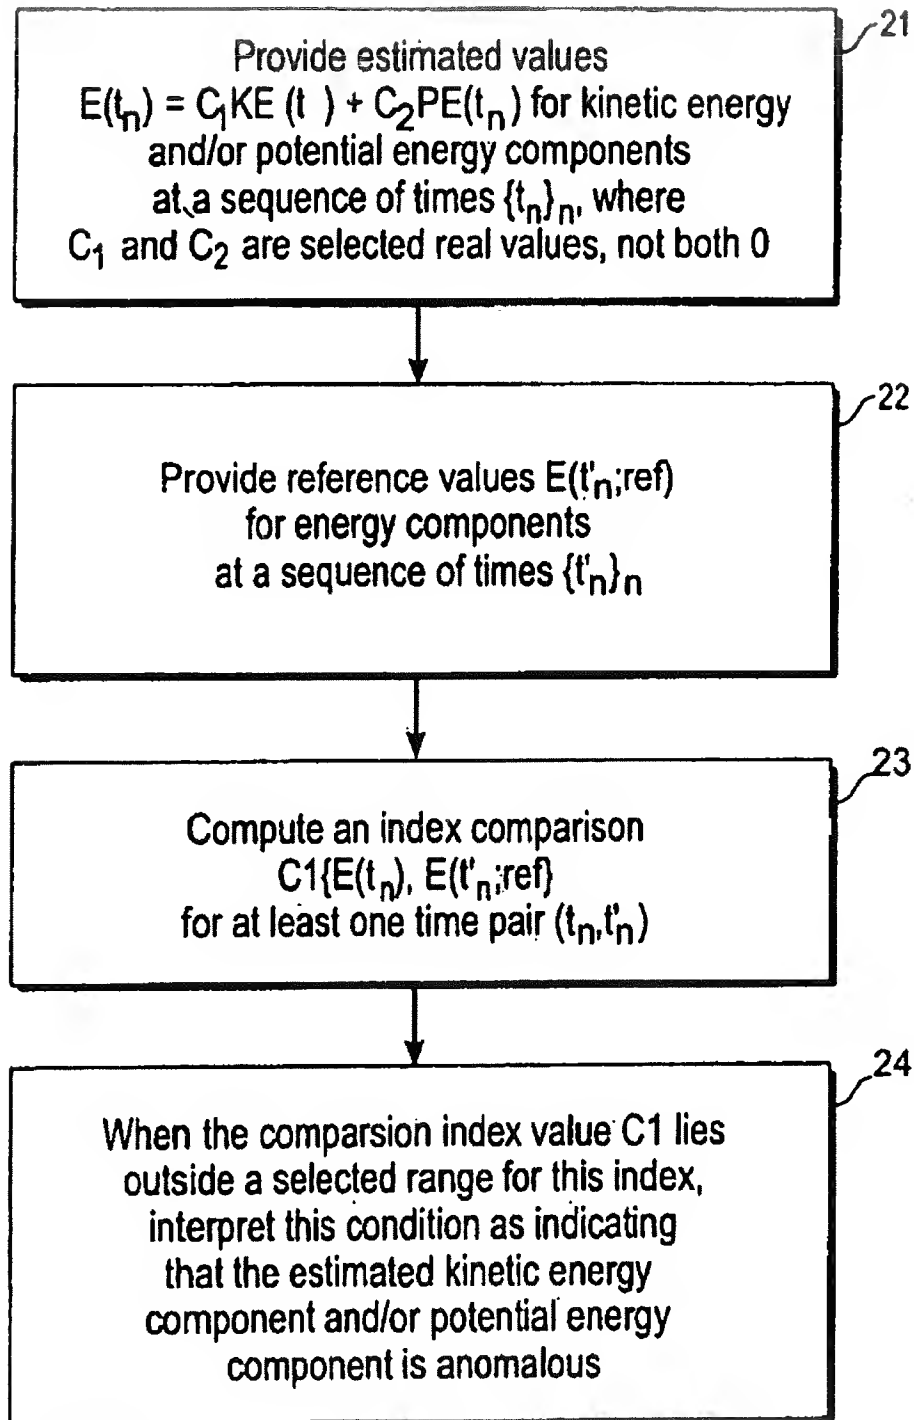 21
Provide estimated values
E(tₙ) = C₁KE (t ) + C₂PE(tₙ) for kinetic energy
and/or potential energy components
at a sequence of times {tₙ}ₙ, where
C₁ and C₂ are selected real values, not both 0
22
Provide reference values E(t'ₙ;ref)
for energy components
at a sequence of times {t'ₙ}ₙ
23
Compute an index comparison
C1{E(tₙ), E(t'ₙ;ref}
for at least one time pair (tₙ,t'ₙ)
24
When the comparsion index value C1 lies
outside a selected range for this index,
interpret this condition as indicating
that the estimated kinetic energy
component and/or potential energy
component is anomalous